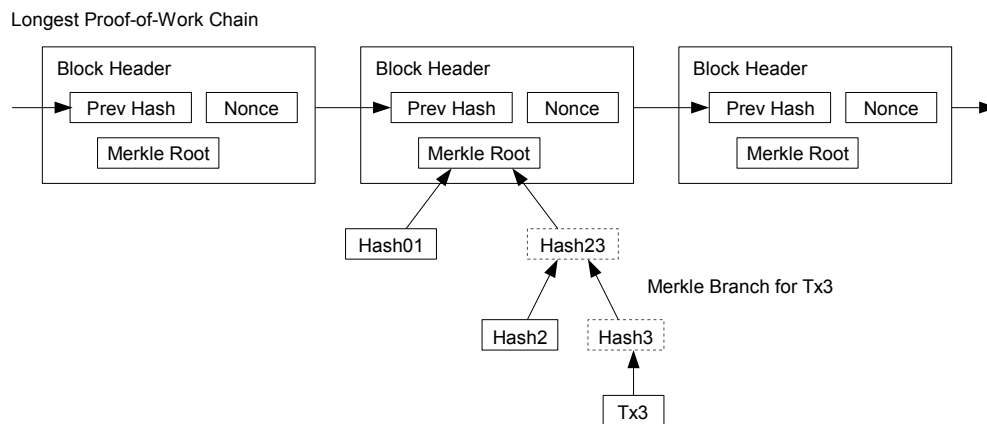 Longest Proof-of-Work Chain
Block Header
Block Header
Block Header
Prev Hash
Nonce
Prev Hash
Nonce
Prev Hash
Nonce
Merkle Root
Merkle Root
Merkle Root
Hash01
Hash23
Merkle Branch for Tx3
Hash2
Hash3
Tx3